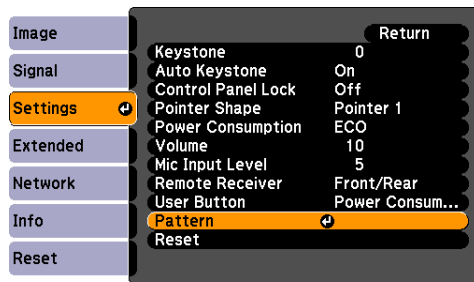 Image
Signal
Settings
Extended
Network
Info
Reset
Return
Keystone 0
Auto Keystone On
Control Panel Lock Off
Pointer Shape Pointer 1
Power Consumption ECO
Volume 10
Mic Input Level 5
Remote Receiver Front/Rear
User Button Power Consum...
Pattern
Reset